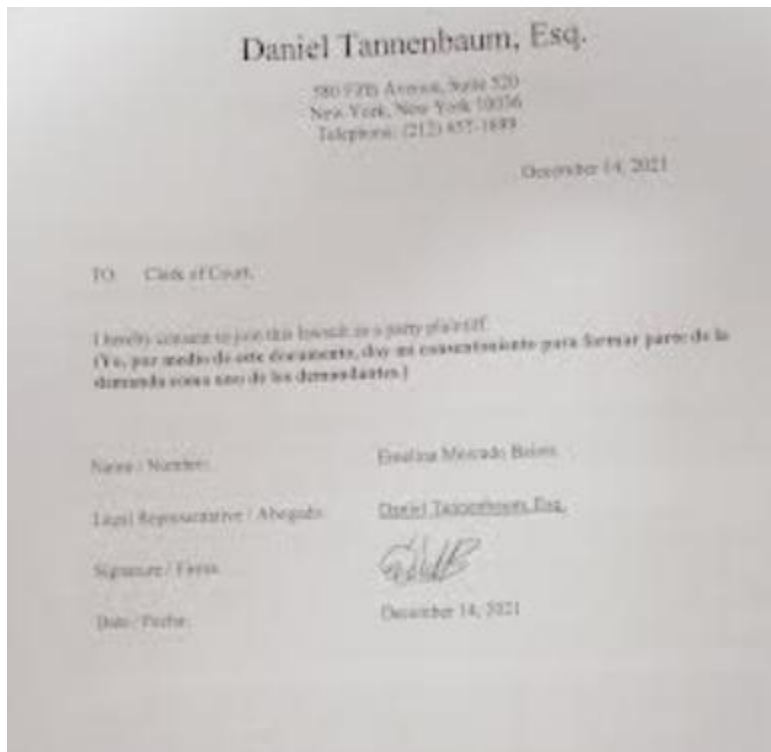 Daniel Tannenbaum, Esq.
580 Fifth Avenue, Suite 520
New York, New York 10036
Telephone: (212) 457-1699
December 14, 2021
TO: Clerk of Court,
I hereby consent to join this lawsuit as a party plaintiff.
(Yo, por medio de este documento, doy mi consentimiento para formar parte de la
demanda como uno de los demandantes.)
Name / Nombre: Mercado
Legal Representative / Abogado: Daniel Tannenbaum, Esq.
Signature / Firma:
Date / Fecha: December 14, 2021